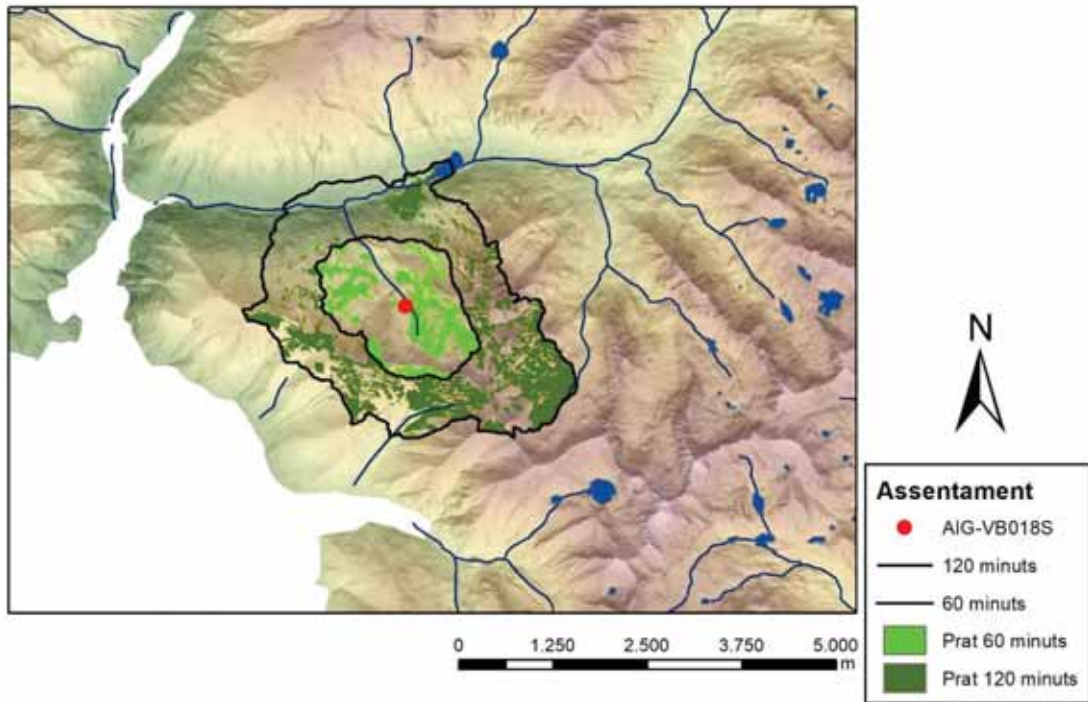 N
Assentament
AIG-VB018S
120 minuts
60 minuts
Prat 60 minuts
Prat 120 minuts
0 1.250 2.500 3.750 5.000
m